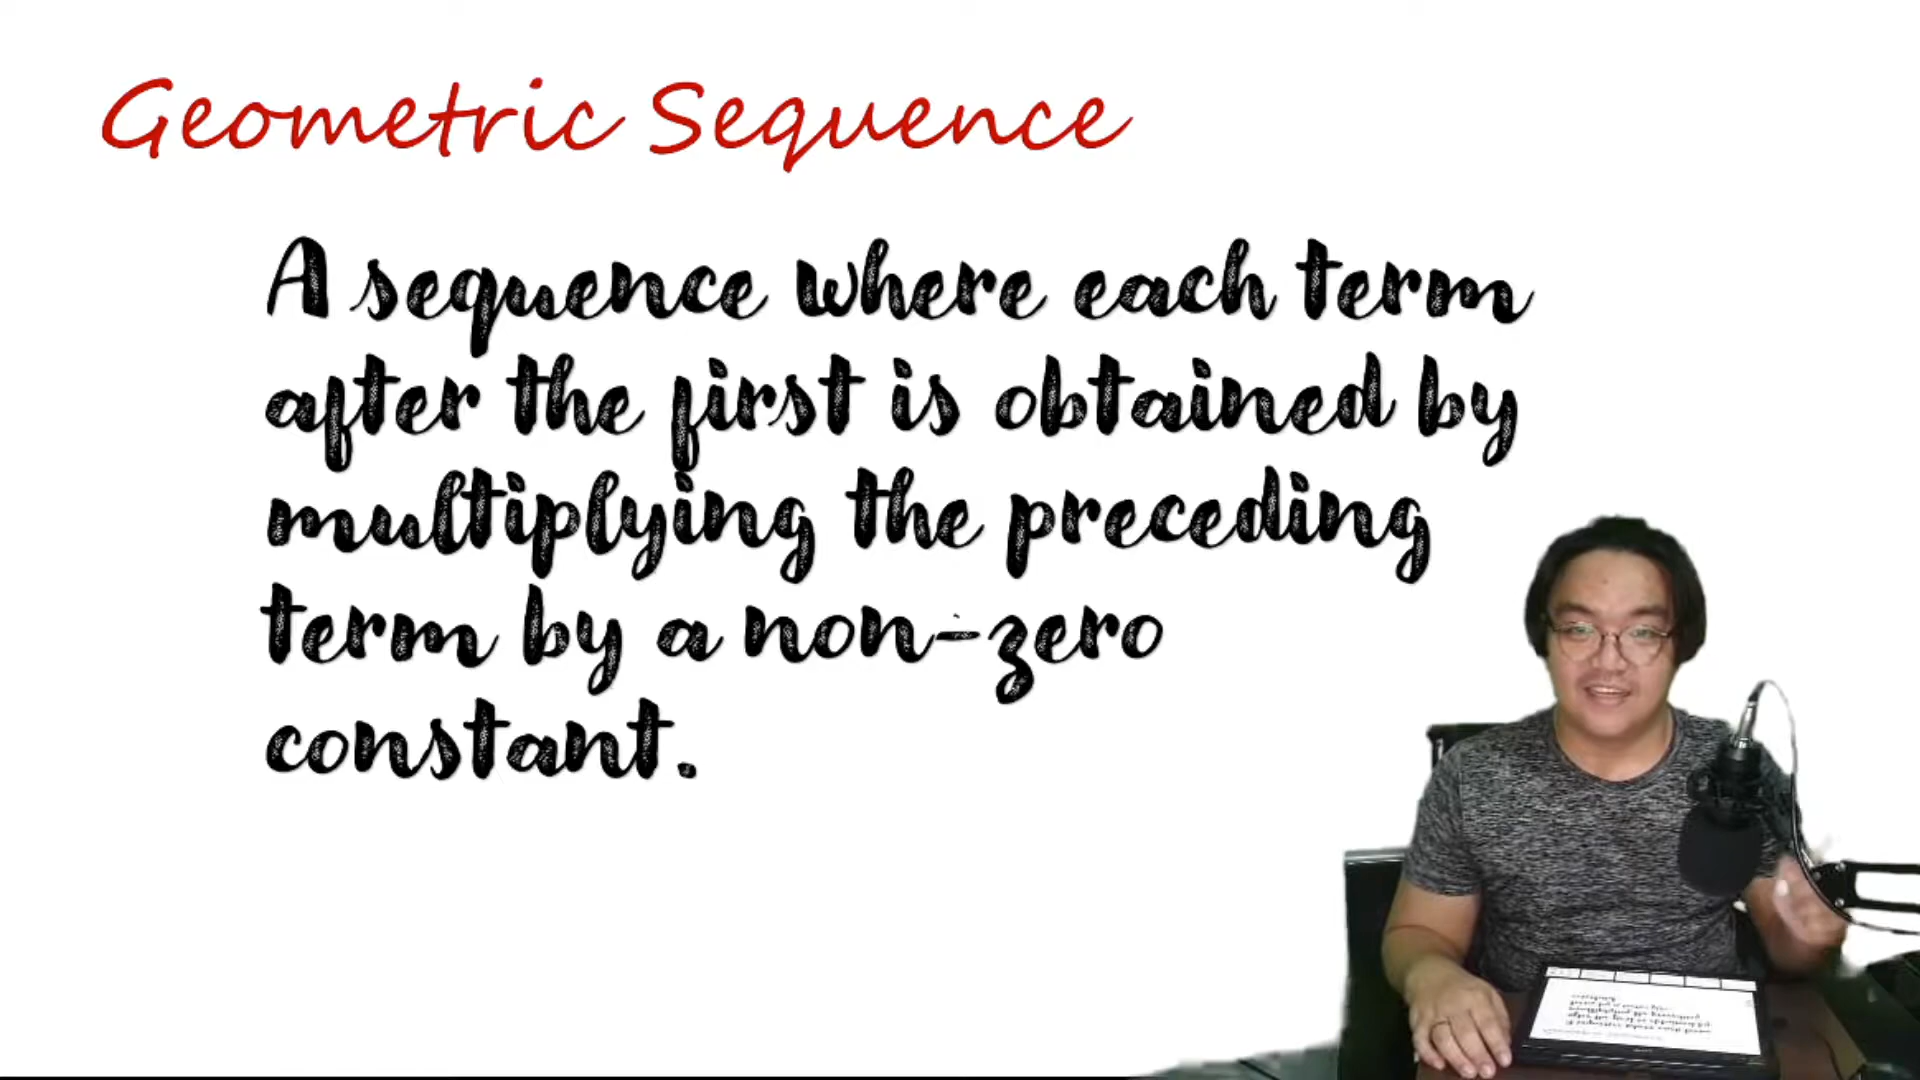 Geometric Sequence
A sequence where each term
after the first is obtained by
multiplying the preceding
term by a non-zero
constant.